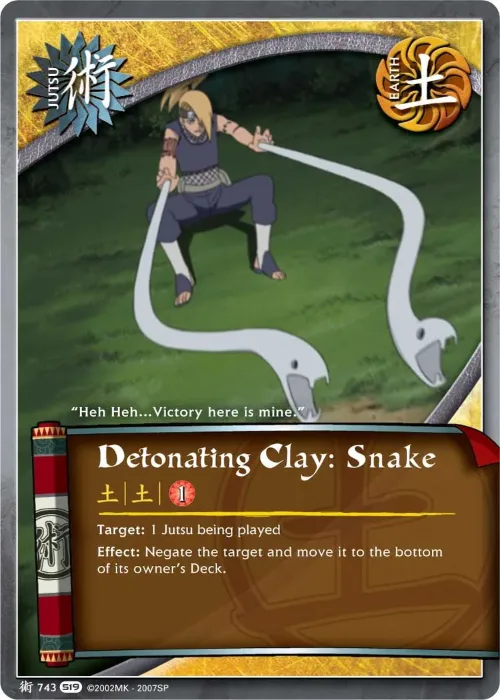 JUTSU
術
EARTH
土
"Heh Heh...Victory here is mine."
Detonating Clay: Snake
土|土|1
術
Target: 1 Jutsu being played
Effect: Negate the target and move it to the bottom
of its owner's Deck.
術 743 S19 ©2002MK · 2007SP